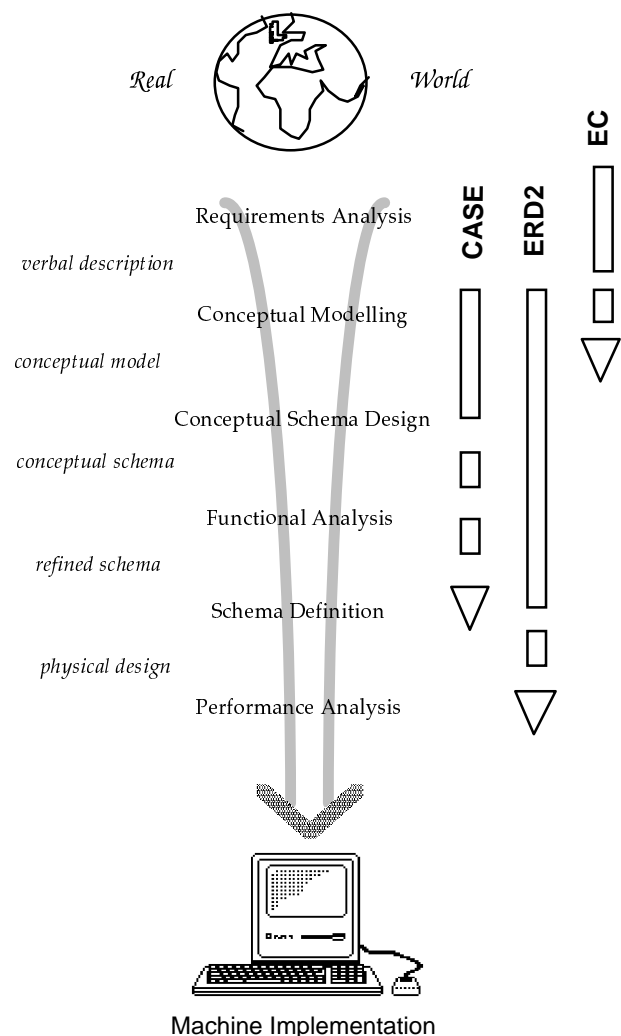 Real
World
EC
CASE
ERD2
Requirements Analysis
verbal description
Conceptual Modelling
conceptual model
Conceptual Schema Design
conceptual schema
Functional Analysis
refined schema
Schema Definition
physical design
Performance Analysis
Machine Implementation